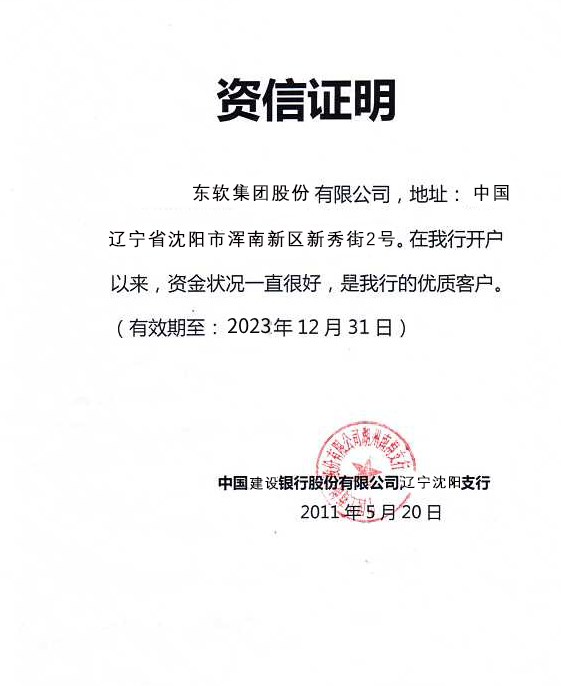 资信证明
东软集团股份有限公司，地址：中国
辽宁省沈阳市浑南新区新秀街2号。在我行开户
以来，资金状况一直很好，是我行的优质客户。
（有效期至：2023年12月31日）
中国建设银行股份有限公司辽宁沈阳支行
2011年5月20日